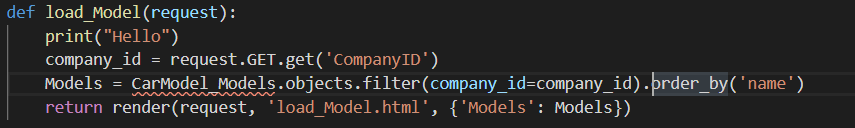 def load_Model(request):
    print("Hello")
    company_id = request.GET.get('CompanyID')
    Models = CarModel_Models.objects.filter(company_id=company_id).order_by('name')
    return render(request, 'load_Model.html', {'Models': Models})